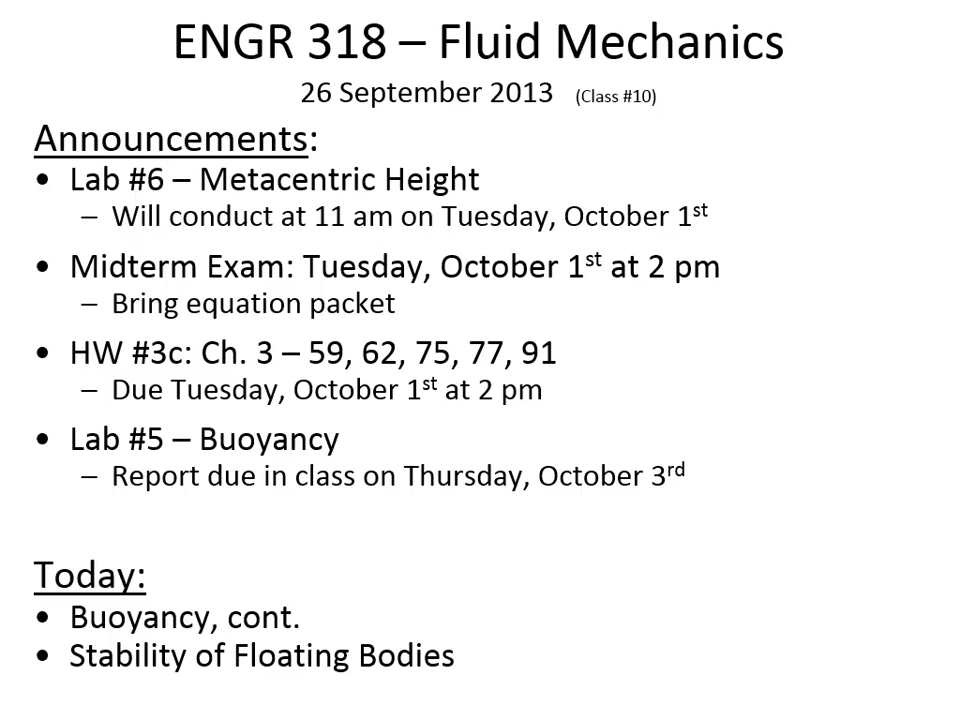 ENGR 318 – Fluid Mechanics
26 September 2013 (Class #10)
Announcements:
• Lab #6 – Metacentric Height
– Will conduct at 11 am on Tuesday, October 1st
• Midterm Exam: Tuesday, October 1st at 2 pm
– Bring equation packet
• HW #3c: Ch. 3 – 59, 62, 75, 77, 91
– Due Tuesday, October 1st at 2 pm
• Lab #5 – Buoyancy
– Report due in class on Thursday, October 3rd
Today:
• Buoyancy, cont.
• Stability of Floating Bodies